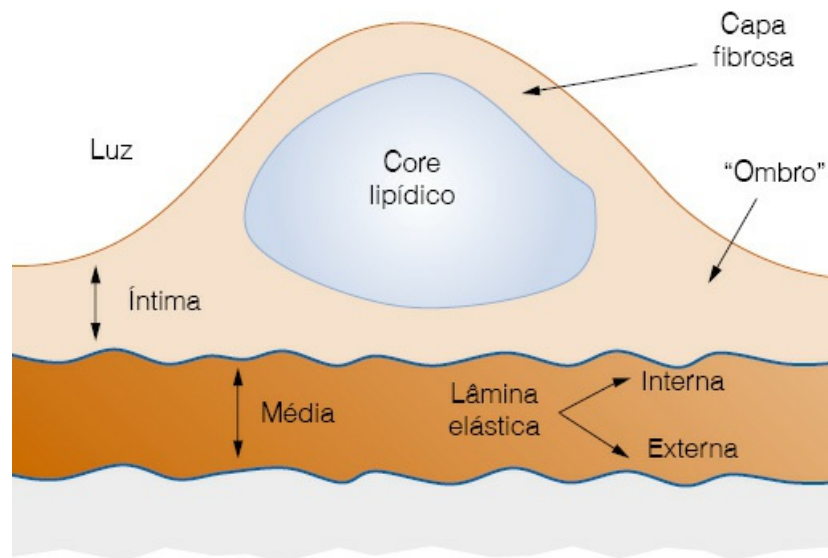 Capa
fibrosa
Luz
Core
lipídico
“Ombro”
Íntima
Média
Lâmina
elástica
Interna
Externa